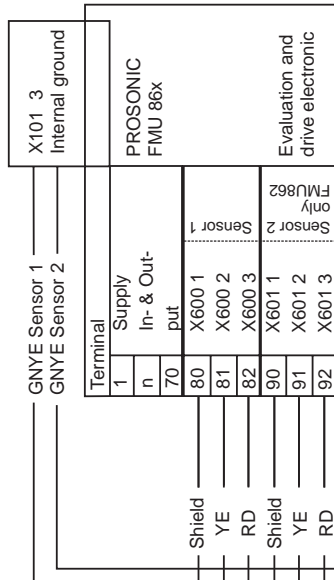 X101 3
Internal ground
GNYE Sensor 1
GNYE Sensor 2
PROSONIC
FMU 86x
Evaluation and
drive electronic
Terminal
1
n
70
Supply
In- & Out-
put
80 X600 1
81 X600 2
82 X600 3
Sensor 1
90 X601 1
91 X601 2
92 X601 3
Sensor 2
only
FMU862
Shield
YE
RD
Shield
YE
RD